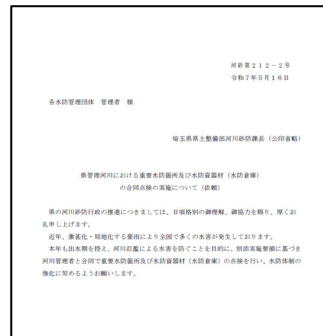 河砂第２１２－２号
令和７年５月１６日
各水防管理団体　管理者　様
埼玉県県土整備部河川砂防課長（公印省略）
県管理河川における重要水防箇所及び水防資器材（水防倉庫）
の合同点検の実施について（依頼）
県の河川砂防行政の推進につきましては、日頃格別の御理解、御協力を賜り、厚くお
礼申し上げます。
近年、激甚化・局地化する豪雨により全国で多くの水害が発生しております。
本年も出水期を控え、河川氾濫による水害を防ぐことを目的に、別添実施要領に基づき
河川管理者と合同で重要水防箇所及び水防資器材（水防倉庫）の点検を行い、水防体制の
強化に努めるようお願いします。